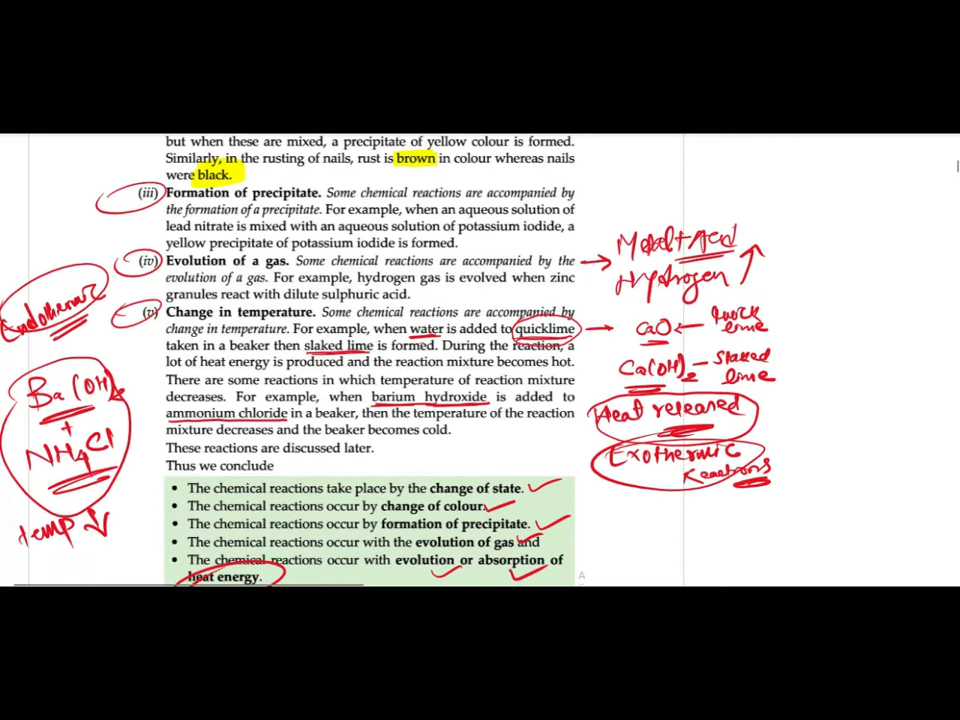 but when these are mixed, a precipitate of yellow colour is formed.
Similarly, in the rusting of nails, rust is brown in colour whereas nails
were black.
(iii) Formation of precipitate. Some chemical reactions are accompanied by
the formation of a precipitate. For example, when an aqueous solution of
lead nitrate is mixed with an aqueous solution of potassium iodide, a
yellow precipitate of potassium iodide is formed.
(iv) Evolution of a gas. Some chemical reactions are accompanied by the
evolution of a gas. For example, hydrogen gas is evolved when zinc
granules react with dilute sulphuric acid.
(v) Change in temperature. Some chemical reactions are accompanied by
change in temperature. For example, when water is added to quicklime
taken in a beaker then slaked lime is formed. During the reaction, a
lot of heat energy is produced and the reaction mixture becomes hot.
There are some reactions in which temperature of reaction mixture
decreases. For example, when barium hydroxide is added to
ammonium chloride in a beaker, then the temperature of the reaction
mixture decreases and the beaker becomes cold.
These reactions are discussed later.
Thus we conclude
• The chemical reactions take place by the change of state.
• The chemical reactions occur by change of colour.
• The chemical reactions occur by formation of precipitate.
• The chemical reactions occur with the evolution of gas and
• The chemical reactions occur with evolution or absorption of
heat energy.
Endothermic
Ba(OH)2
+
NH4Cl
temp ↓
Metal + Acid
Hydrogen ↑
CaO ← Quick
lime
Ca(OH)2 – Slaked
lime
Heat released
Exothermic
Reactions
A